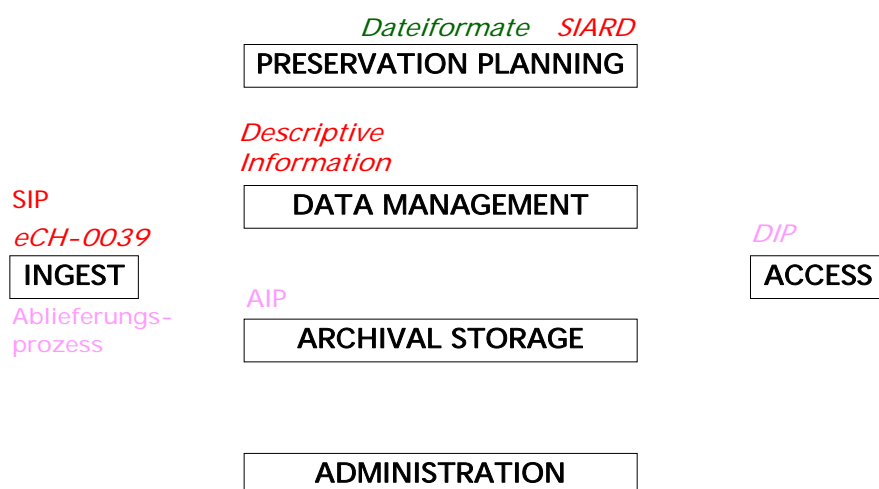 Dateiformate SIARD
PRESERVATION PLANNING
Descriptive
Information
DATA MANAGEMENT
SIP
eCH-0039
INGEST
Ablieferungs-
prozess
AIP
ARCHIVAL STORAGE
DIP
ACCESS
ADMINISTRATION